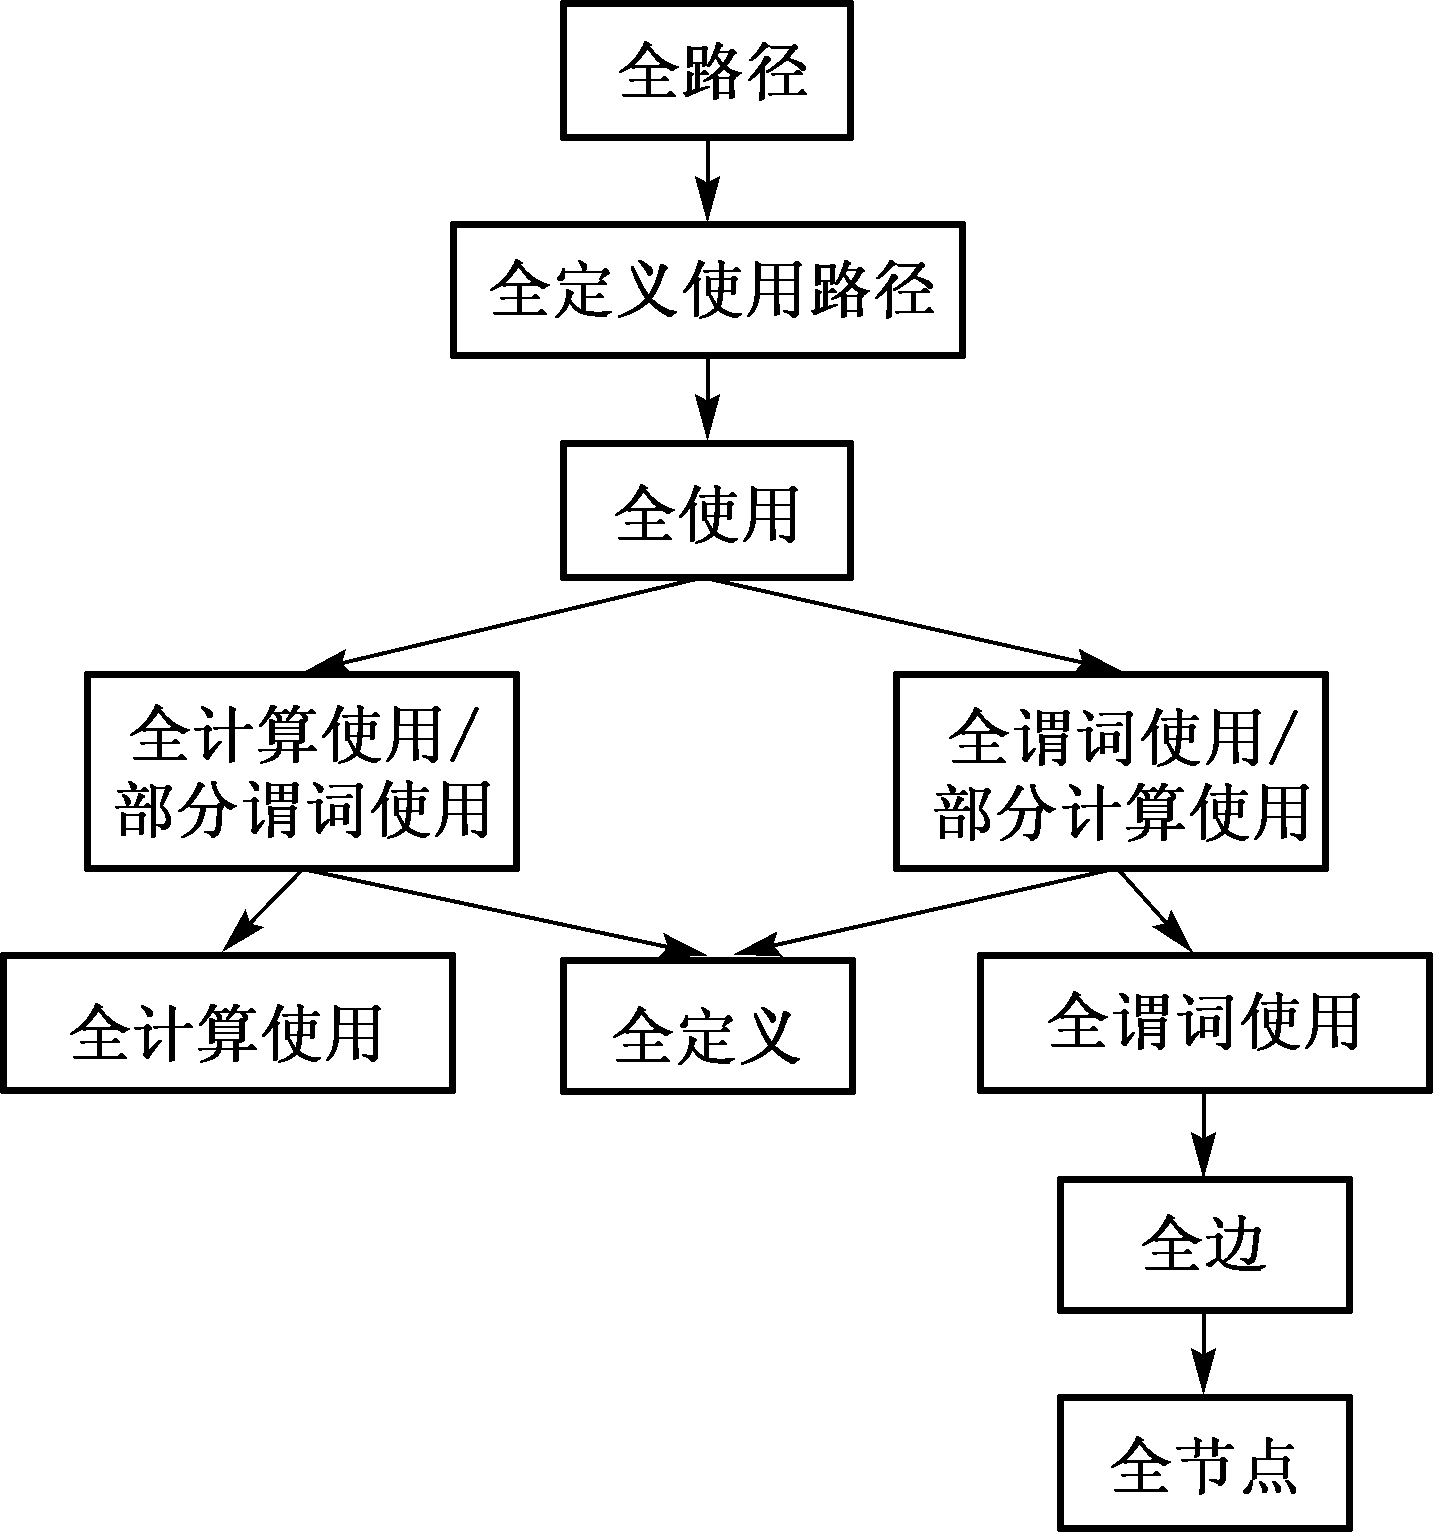 全路径
全定义使用路径
全使用
全计算使用/
部分谓词使用
全谓词使用/
部分计算使用
全计算使用
全定义
全谓词使用
全边
全节点